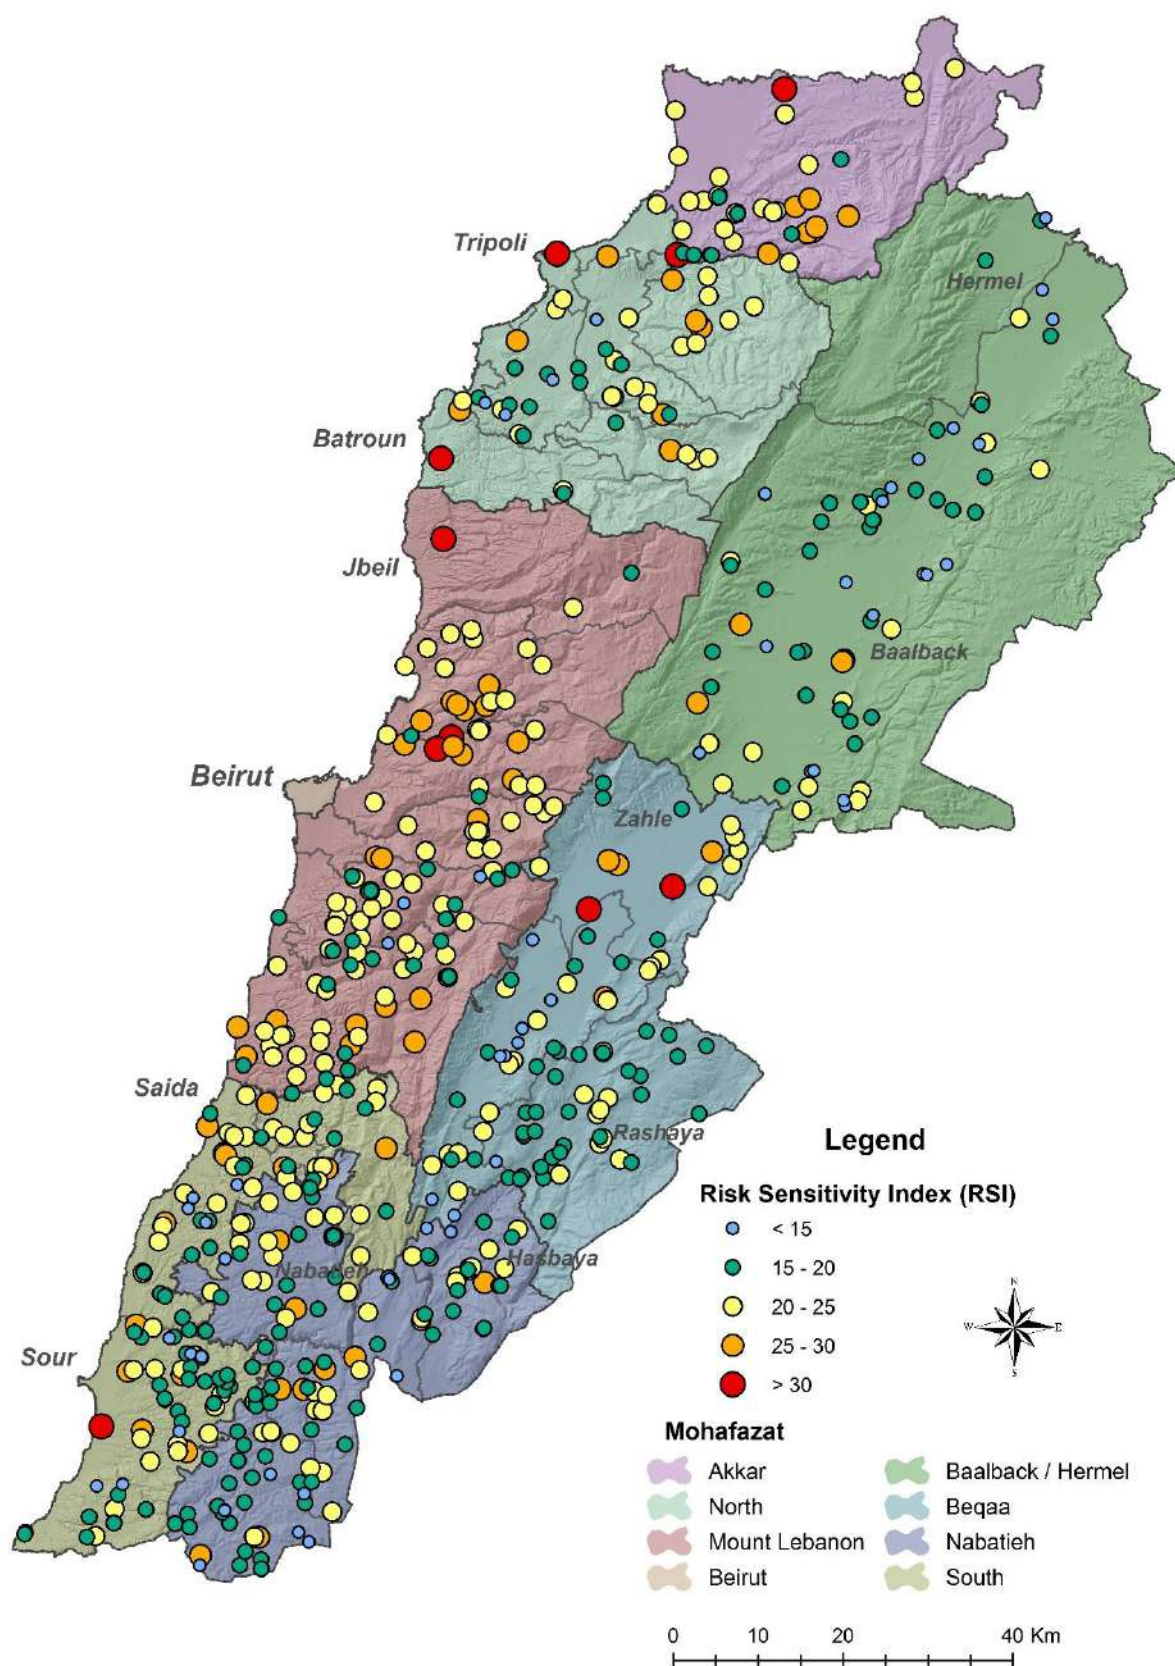 Tripoli
Hermel
Batroun
Jbeil
Baalback
Beirut
Zahle
Saida
Rashaya
Hasbaya
Nabatieh
Sour
Legend
Risk Sensitivity Index (RSI)
< 15
15 - 20
20 - 25
25 - 30
> 30
N
W E
S
Mohafazat
Akkar
Baalback / Hermel
North
Beqaa
Mount Lebanon
Nabatieh
Beirut
South
0 10 20 40 Km